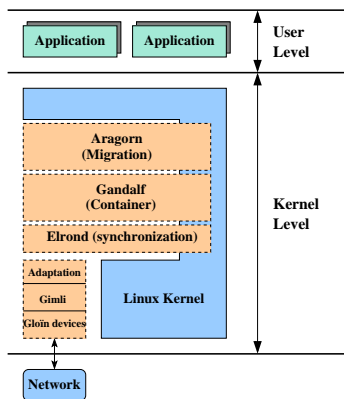 Application
Application
User
Level
Aragorn
(Migration)
Gandalf
(Container)
Elrond (synchronization)
Kernel
Level
Adaptation
Gimli
Gloïn devices
Linux Kernel
Network